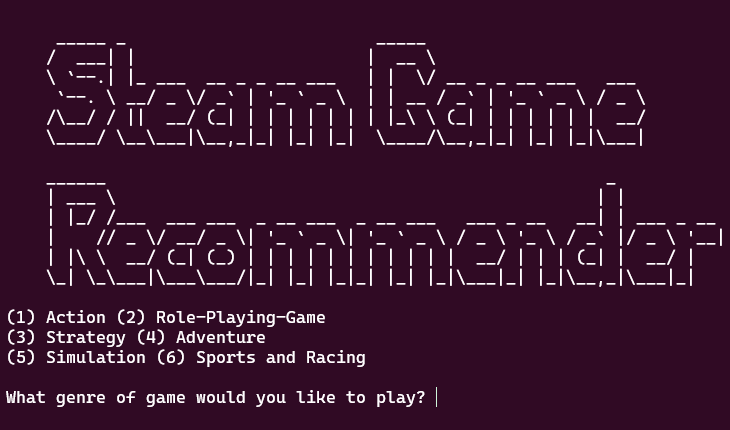 Steam Game
Recommender
(1) Action (2) Role-Playing-Game
(3) Strategy (4) Adventure
(5) Simulation (6) Sports and Racing
What genre of game would you like to play?